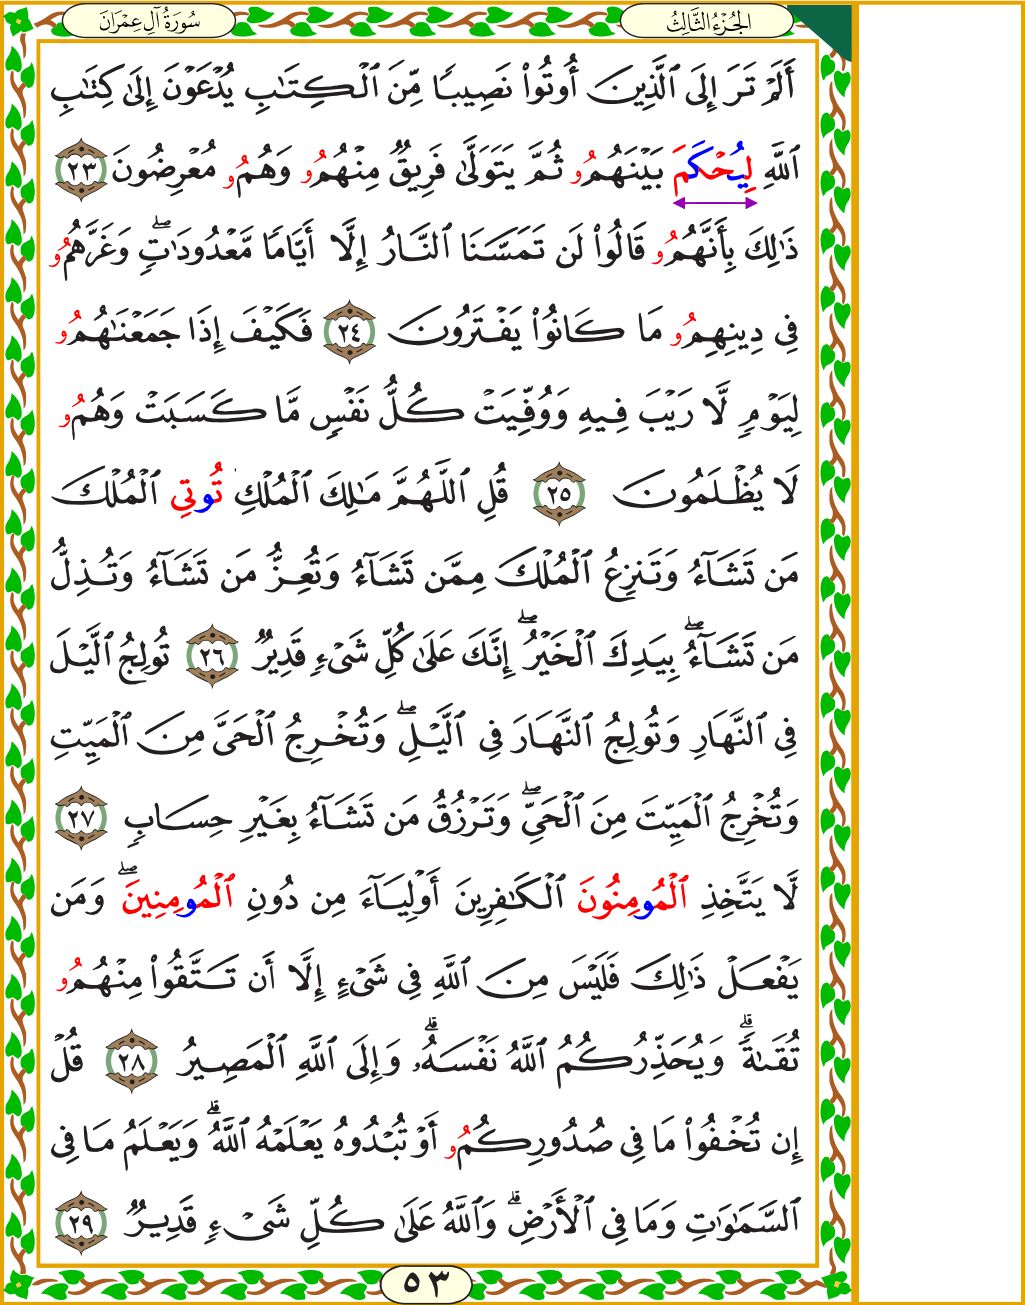 الجُزْءُ الثَّالِثُ
سُورَةُ آلِ عِمْرَان
أَلَمْ تَرَ إِلَى ٱلَّذِينَ أُوتُوا۟ نَصِيبًا مِّنَ ٱلْكِتَٰبِ يُدْعَوْنَ إِلَىٰ كِتَٰبِ
ٱللَّهِ لِيُحْكَمَ بَيْنَهُمُو ثُمَّ يَتَوَلَّىٰ فَرِيقٌ مِنْهُمُو وَهُمُو مُعْرِضُونَ ٢٣
ذَٰلِكَ بِأَنَّهُمُو قَالُوا۟ لَن تَمَسَّنَا ٱلنَّارُ إِلَّا أَيَّامًا مَّعْدُودَٰتٍۖ وَغَرَّهُمُو
فِى دِينِهِمُو مَا كَانُوا۟ يَفْتَرُونَ ٢٤ فَكَيْفَ إِذَا جَمَعْنَٰهُمُو
لِيَوْمٍ لَّا رَيْبَ فِيهِ وَوُفِّيَتْ كُلُّ نَفْسٍ مَّا كَسَبَتْ وَهُمُو
لَا يُظْلَمُونَ ٢٥ قُلِ ٱللَّهُمَّ مَٰلِكَ ٱلْمُلْكِ تُوتِى ٱلْمُلْكَ
مَن تَشَآءُ وَتَنزِعُ ٱلْمُلْكَ مِمَّن تَشَآءُ وَتُعِزُّ مَن تَشَآءُ وَتُذِلُّ
مَن تَشَآءُۖ بِيَدِكَ ٱلْخَيْرُۖ إِنَّكَ عَلَىٰ كُلِّ شَىْءٍ قَدِيرٌ ٢٦ تُولِجُ ٱلَّيْلَ
فِى ٱلنَّهَارِ وَتُولِجُ ٱلنَّهَارَ فِى ٱلَّيْلِۖ وَتُخْرِجُ ٱلْحَىَّ مِنَ ٱلْمَيِّتِ
وَتُخْرِجُ ٱلْمَيِّتَ مِنَ ٱلْحَىِّۖ وَتَرْزُقُ مَن تَشَآءُ بِغَيْرِ حِسَابٍ ٢٧
لَّا يَتَّخِذِ ٱلْمُومِنُونَ ٱلْكَٰفِرِينَ أَوْلِيَآءَ مِن دُونِ ٱلْمُومِنِينَۖ وَمَن
يَفْعَلْ ذَٰلِكَ فَلَيْسَ مِنَ ٱللَّهِ فِى شَىْءٍ إِلَّا أَن تَتَّقُوا۟ مِنْهُمُو
تُقَىٰةًۗ وَيُحَذِّرُكُمُ ٱللَّهُ نَفْسَهُۥۗ وَإِلَى ٱللَّهِ ٱلْمَصِيرُ ٢٨ قُلْ
إِن تُخْفُوا۟ مَا فِى صُدُورِكُمُو أَوْ تُبْدُوهُ يَعْلَمْهُ ٱللَّهُۗ وَيَعْلَمُ مَا فِى
ٱلسَّمَٰوَٰتِ وَمَا فِى ٱلْأَرْضِۗ وَٱللَّهُ عَلَىٰ كُلِّ شَىْءٍ قَدِيرٌ ٢٩
٥٣